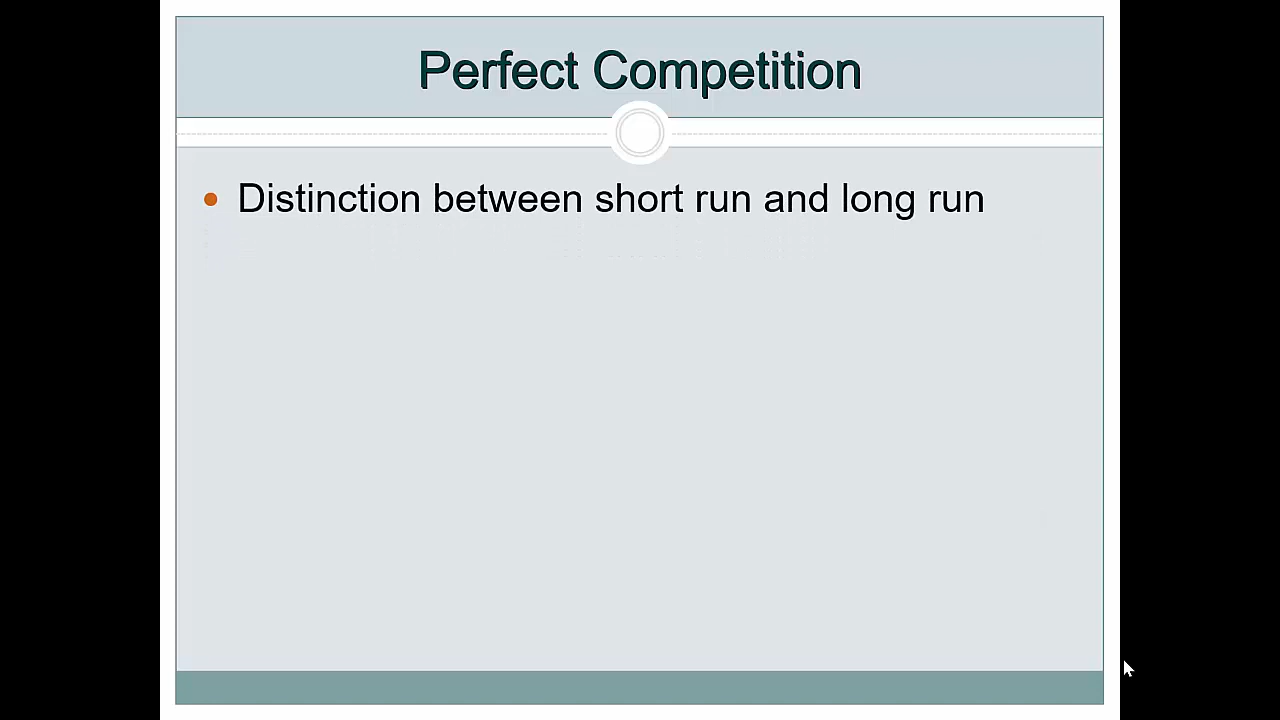 Perfect Competition
Distinction between short run and long run